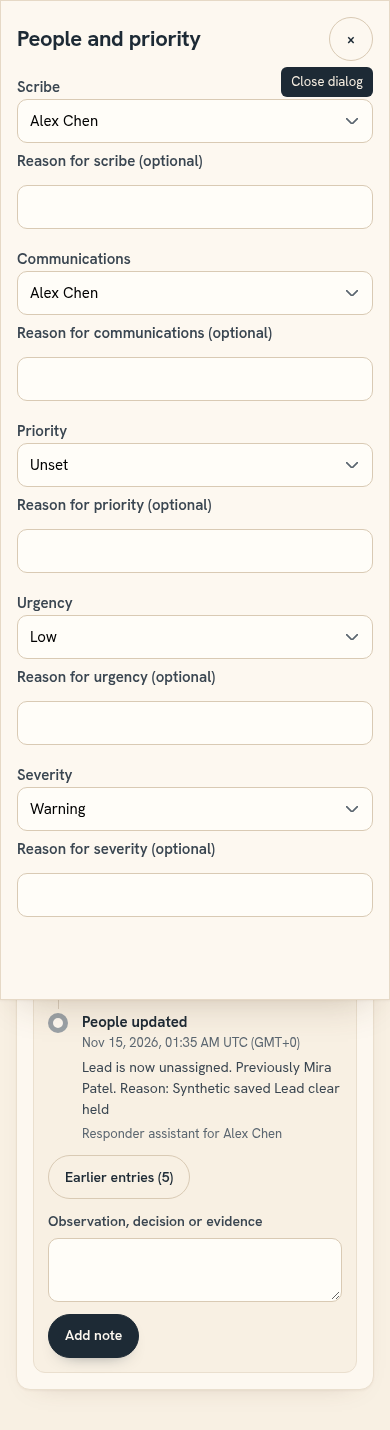 People and priority
×
Close dialog
Scribe
Alex Chen
Reason for scribe (optional)
Communications
Alex Chen
Reason for communications (optional)
Priority
Unset
Reason for priority (optional)
Urgency
Low
Reason for urgency (optional)
Severity
Warning
Reason for severity (optional)
People updated
Nov 15, 2026, 01:35 AM UTC (GMT+0)
Lead is now unassigned. Previously Mira
Patel. Reason: Synthetic saved Lead clear
held
Responder assistant for Alex Chen
Earlier entries (5)
Observation, decision or evidence
Add note